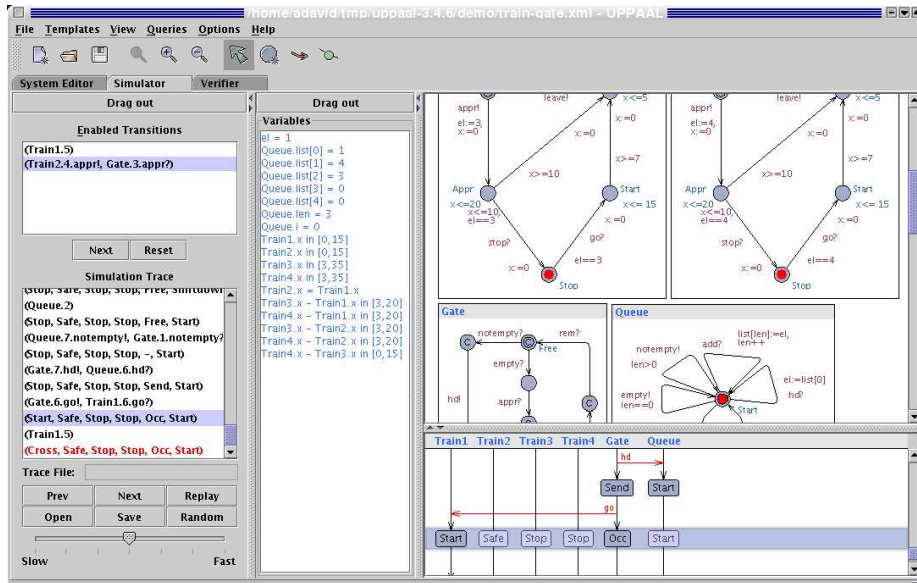 /home/adavid/tmp/uppaal-3.4.6/demo/train-gate.xml - UPPAAL
File Templates View Queries Options Help
System Editor Simulator Verifier
Drag out
Enabled Transitions
(Train1.5)
(Train2.4.appr!, Gate.3.appr?)
Next Reset
Simulation Trace
(Queue.2)
(Stop, Safe, Stop, Stop, Free, Start)
(Queue.7.notempty!, Gate.1.notempty?
(Stop, Safe, Stop, Stop, -, Start)
(Gate.7.hd!, Queue.6.hd?)
(Stop, Safe, Stop, Stop, Send, Start)
(Gate.6.go!, Train1.6.go?)
(Start, Safe, Stop, Stop, Occ, Start)
(Train1.5)
(Cross, Safe, Stop, Stop, Occ, Start)
Trace File:
Prev Next Replay
Open Save Random
Slow Fast
Drag out
Variables
el = 1
Queue.list[0] = 1
Queue.list[1] = 4
Queue.list[2] = 3
Queue.list[3] = 0
Queue.list[4] = 0
Queue.len = 3
Queue.i = 0
Train1.x in [0,15]
Train2.x in [0,15]
Train3.x in [3,35]
Train4.x in [3,35]
Train2.x = Train1.x
Train3.x - Train1.x in [3,20]
Train4.x - Train1.x in [3,20]
Train3.x - Train2.x in [3,20]
Train4.x - Train2.x in [3,20]
Train4.x - Train3.x in [0,15]
appr!
leave!
x<=5
el:=3,
x:=0
x:=0
x>=7
x>=10
Appr
x<=20
x<=10,
el==3
Start
x<= 15
x:=0
stop?
go?
x:=0
el==3
Stop
appr!
leave!
x<=5
el:=4,
x:=0
x:=0
x>=7
x>=10
Appr
x<=20
x<=10,
el==4
Start
x<= 15
x:=0
stop?
go?
x:=0
el==4
Stop
Gate
notempty?
rem?
C
C
Free
empty?
appr?
hd!
C
Queue
list[len]:=el,
len++
add?
notempty!
len>0
el:=list[0]
hd?
empty!
len==0
Start
Train1 Train2 Train3 Train4 Gate Queue
hd
Send Start
go
Start Safe Stop Stop Occ Start